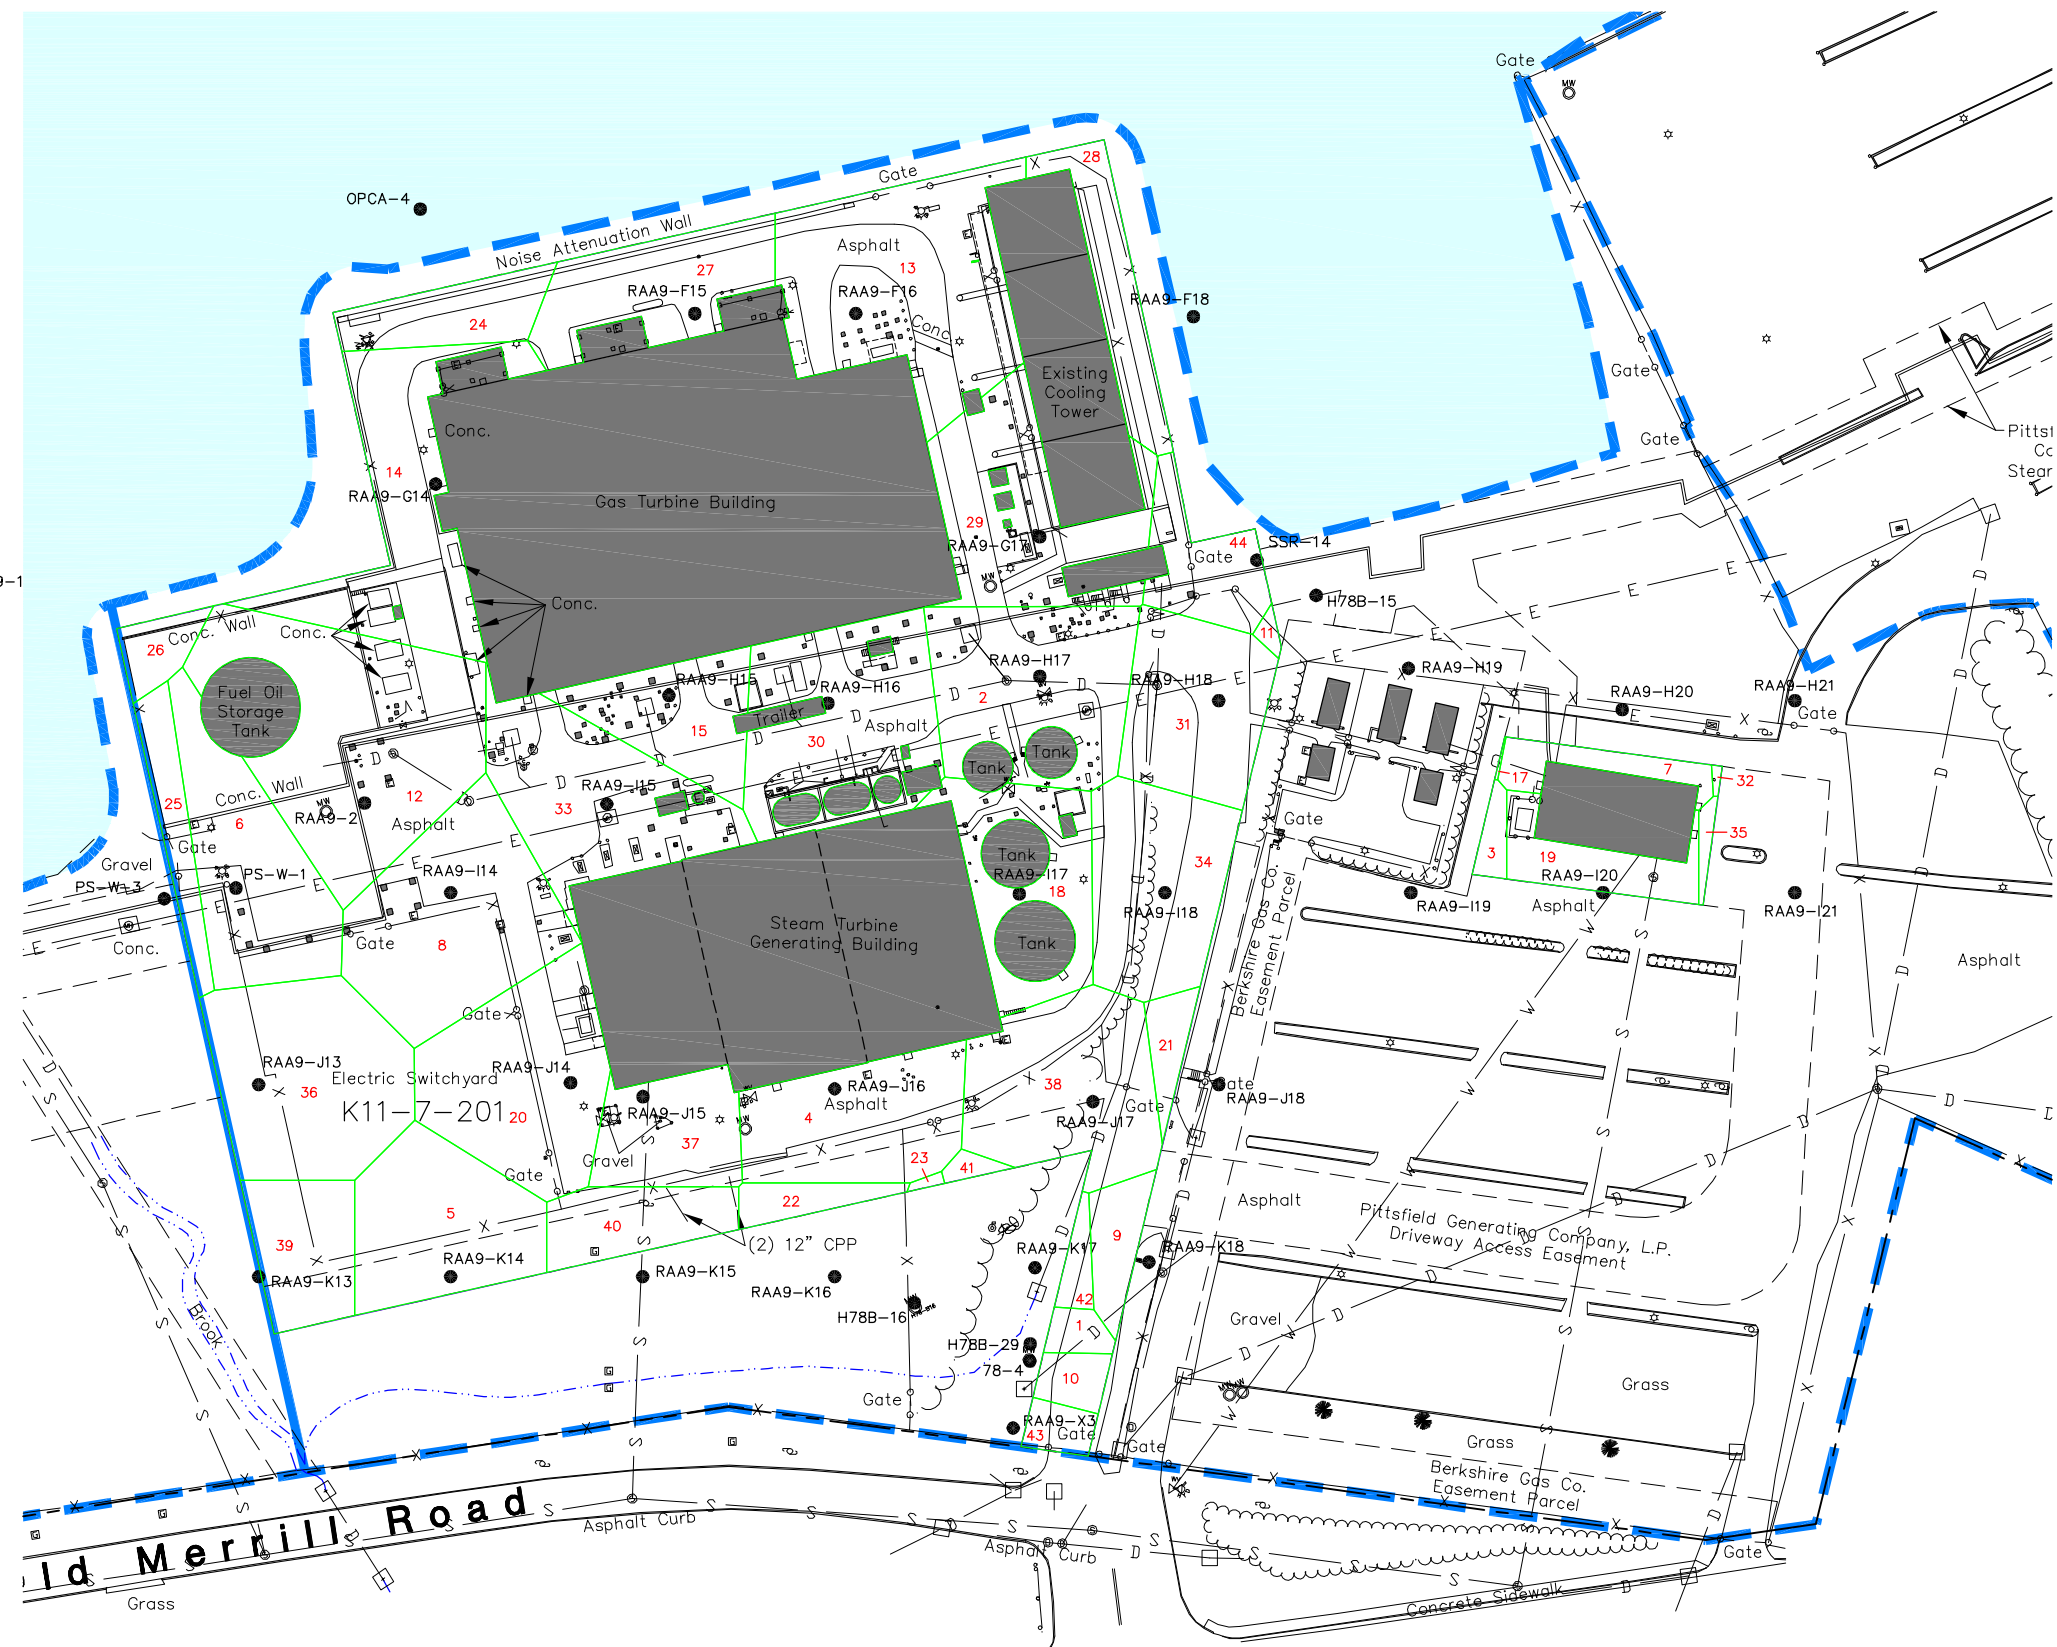 Gate
MW
28
Gate
OPCA-4
Noise Attenuation Wall
Asphalt
27
13
RAA9-F15
RAA9-F16
RAA9-F18
24
Conc.
Gate
Existing
Cooling
Tower
Conc.
Gate
14
RAA9-G14
Gas Turbine Building
29
RAA9-G17
44
SSR-14
Gate
MW
9-1
Conc.
H78B-15
Conc. Wall
Conc.
26
11
E
RAA9-H17
RAA9-H19
Fuel Oil
Storage
Tank
RAA9-H15
RAA9-H16
RAA9-H18
RAA9-H20
RAA9-H21
2
Trailer
Asphalt
31
Gate
15
30
Tank
Tank
7
17
32
Conc. Wall
25
6
MW
RAA9-2
12
33
RAA9-I15
Asphalt
Gate
35
Gate
Gravel
Tank
34
3
19
PS-W-3
PS-W-1
RAA9-I14
RAA9-I17
18
RAA9-I18
RAA9-I19
RAA9-I20
Asphalt
RAA9-I21
Conc.
Gate
8
Steam Turbine
Generating Building
Tank
Berkshire Gas Co.
Easement Parcel
Asphalt
Gate
21
RAA9-J13
RAA9-J14
36
Electric Switchyard
K11-7-201
20
RAA9-J15
RAA9-J16
Asphalt
38
Gate
RAA9-J17
RAA9-J18
Gate
4
MW
37
Gravel
Gate
23
41
5
40
22
Asphalt
Pittsfield Generating Company, L.P.
Driveway Access Easement
39
(2) 12" CPP
9
RAA9-K13
RAA9-K14
RAA9-K15
RAA9-K16
RAA9-K17
RAA9-K18
Brook
42
H78B-16
1
Gravel
H78B-29
MW
78-4
10
Grass
Gate
RAA9-X3
43
Gate
Gate
Grass
Berkshire Gas Co.
Easement Parcel
ld Merrill Road
Asphalt Curb
Asphalt Curb
Gate
Grass
Concrete Sidewalk